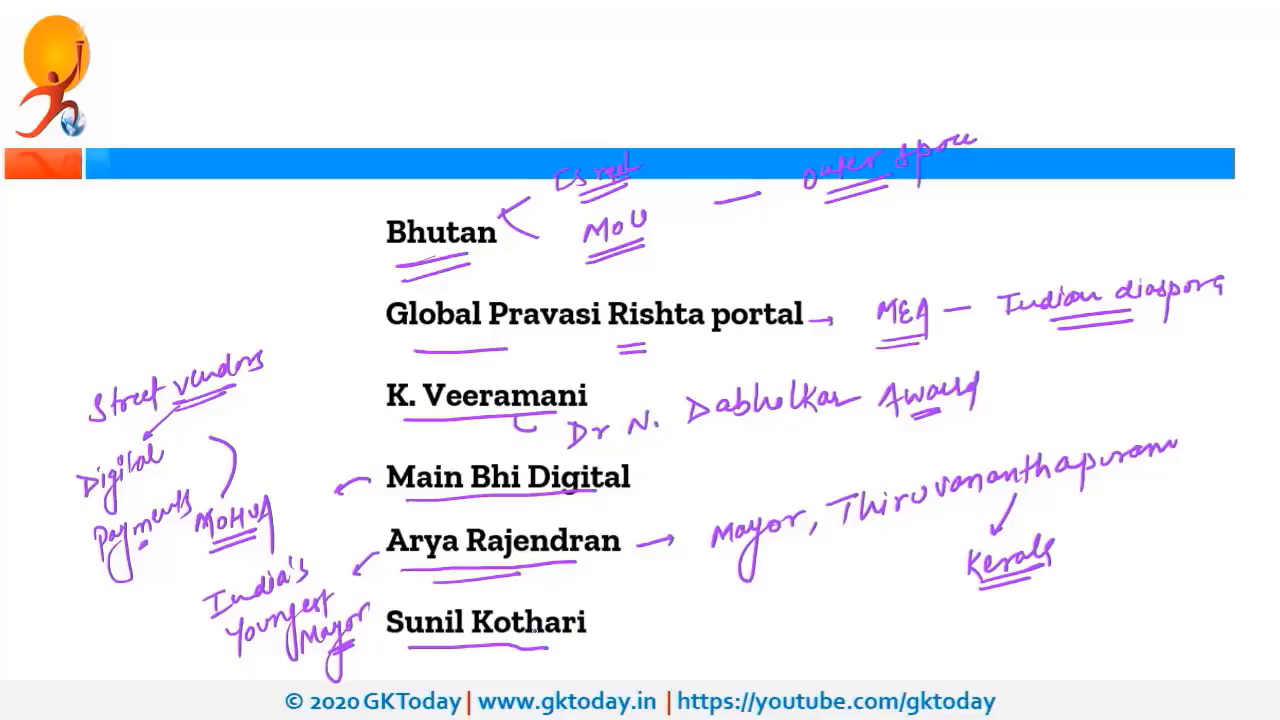 Israel
Bhutan
MoU
outer space
Global Pravasi Rishta portal
MEA — Indian diaspora
K. Veeramani
Dr N. Dabholkar Award
Street vendors
Digital
payments
MOHUA
Main Bhi Digital
Arya Rajendran
Mayor, Thiruvananthapuram
Kerala
India's
Youngest
Mayor
Sunil Kothari
© 2020 GKToday | www.gktoday.in | https://youtube.com/gktoday